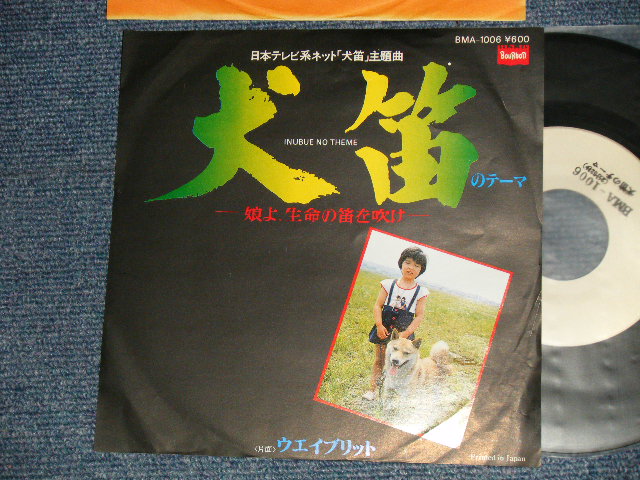 BMA-1006 ¥600
BOURBON
日本テレビ系ネット「犬笛」主題曲
犬笛
INUBUE NO THEME
のテーマ
娘よ、生命の笛を吹け
〈片面〉ウエイブリット
Printed in Japan
BMA-1006